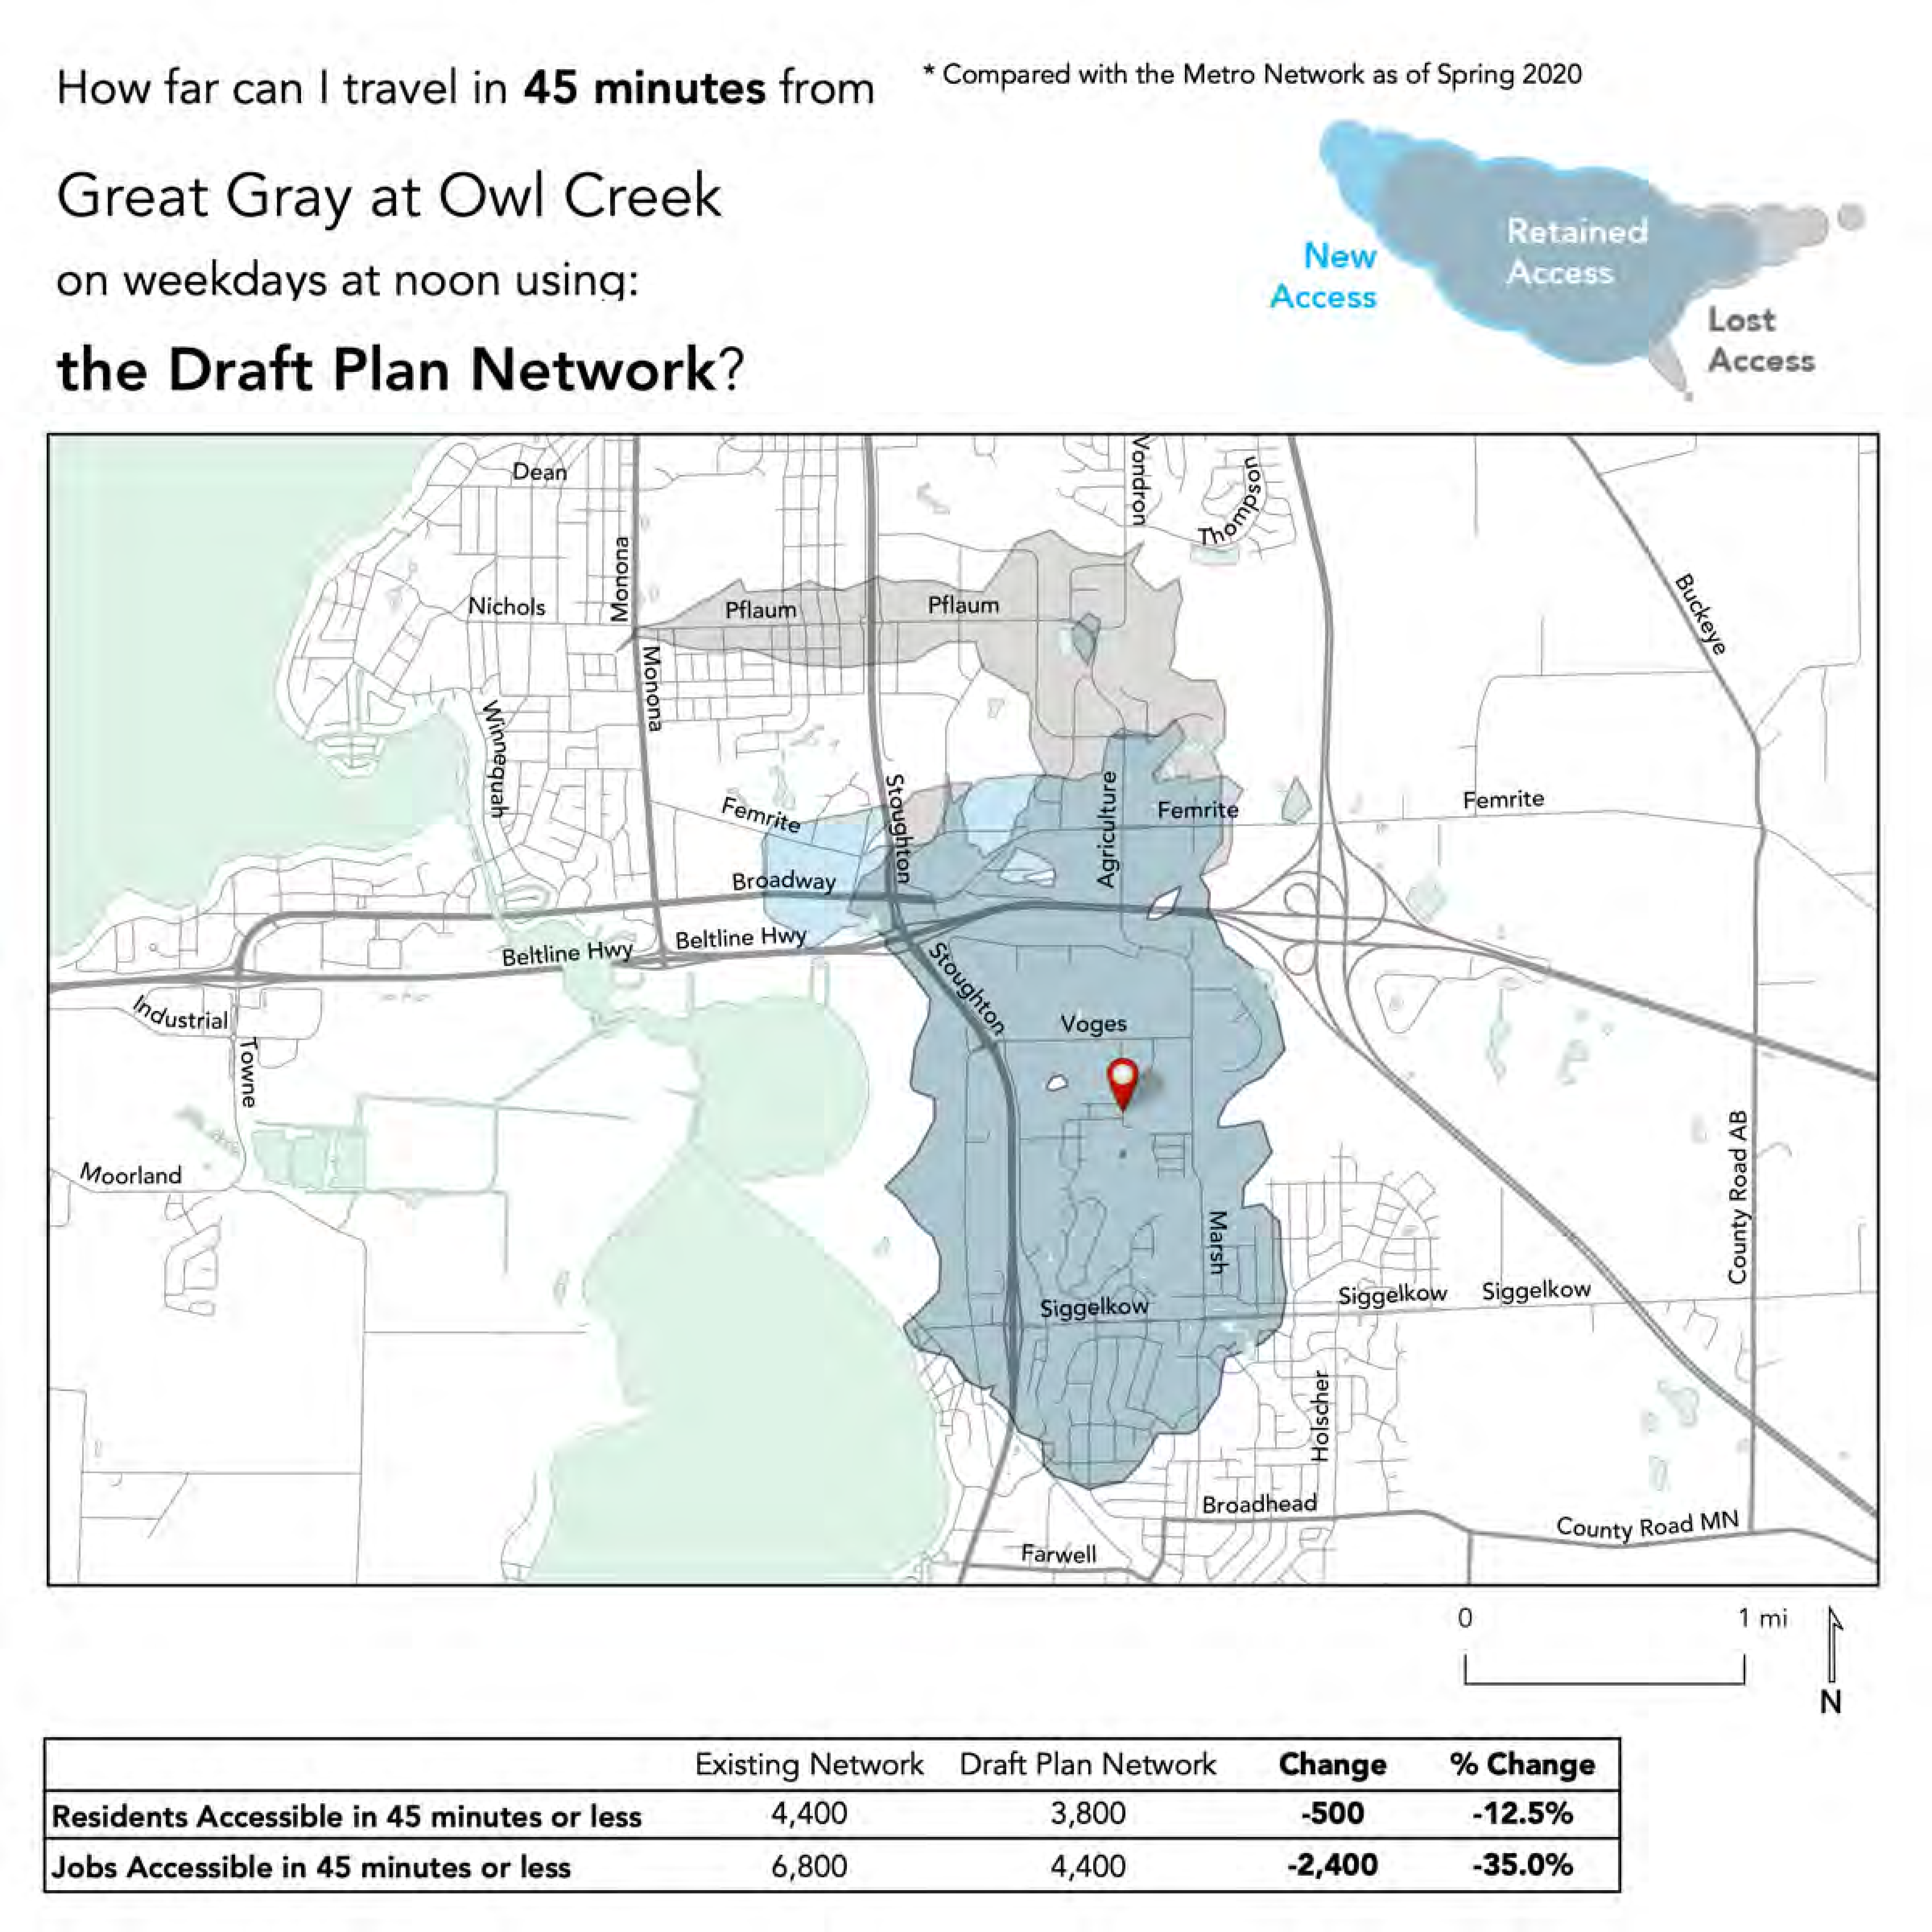 How far can I travel in 45 minutes from
* Compared with the Metro Network as of Spring 2020
Great Gray at Owl Creek
on weekdays at noon using:
the Draft Plan Network?
New
Access
Retained
Access
Lost
Access
Dean
Vondron
Thompson
Monona
Nichols
Pflaum
Pflaum
Buckeye
Monona
Winnequah
Stoughton
Agriculture
Femrite
Femrite
Femrite
Broadway
Beltline Hwy
Beltline Hwy
Stoughton
Industrial
Voges
Towne
Moorland
County Road AB
Marsh
Siggelkow
Siggelkow
Siggelkow
Holscher
Broadhead
County Road MN
Farwell
0 1 mi
N
Existing Network Draft Plan Network Change % Change
Residents Accessible in 45 minutes or less 4,400 3,800 -500 -12.5%
Jobs Accessible in 45 minutes or less 6,800 4,400 -2,400 -35.0%